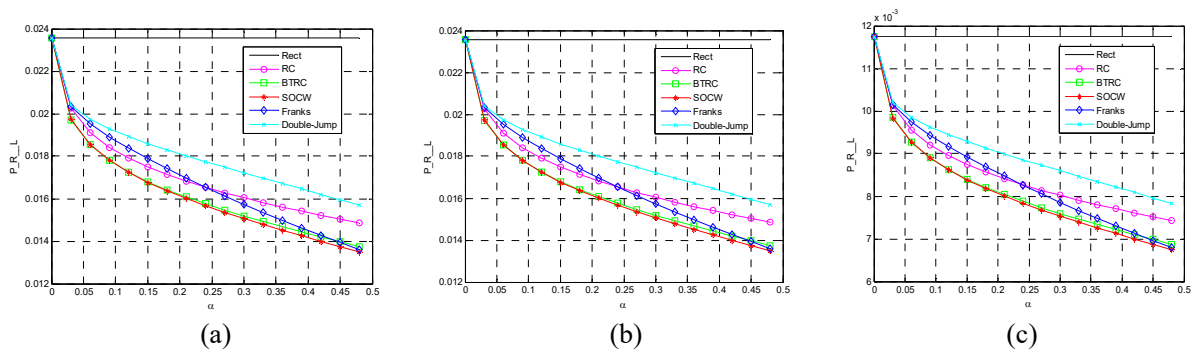 0.024
0.022
0.02
0.018
0.016
0.014
0.012
P_R__L
0 0.05 0.1 0.15 0.2 0.25 0.3 0.35 0.4 0.45 0.5
α
Rect
RC
BTRC
SOCW
Franks
Double-Jump
(a)
0.024
0.022
0.02
0.018
0.016
0.014
0.012
P_R__L
0 0.05 0.1 0.15 0.2 0.25 0.3 0.35 0.4 0.45 0.5
α
Rect
RC
BTRC
SOCW
Franks
Double-Jump
(b)
x 10⁻³
12
11
10
9
8
7
6
P_R__L
0 0.05 0.1 0.15 0.2 0.25 0.3 0.35 0.4 0.45 0.5
α
Rect
RC
BTRC
SOCW
Franks
Double-Jump
(c)